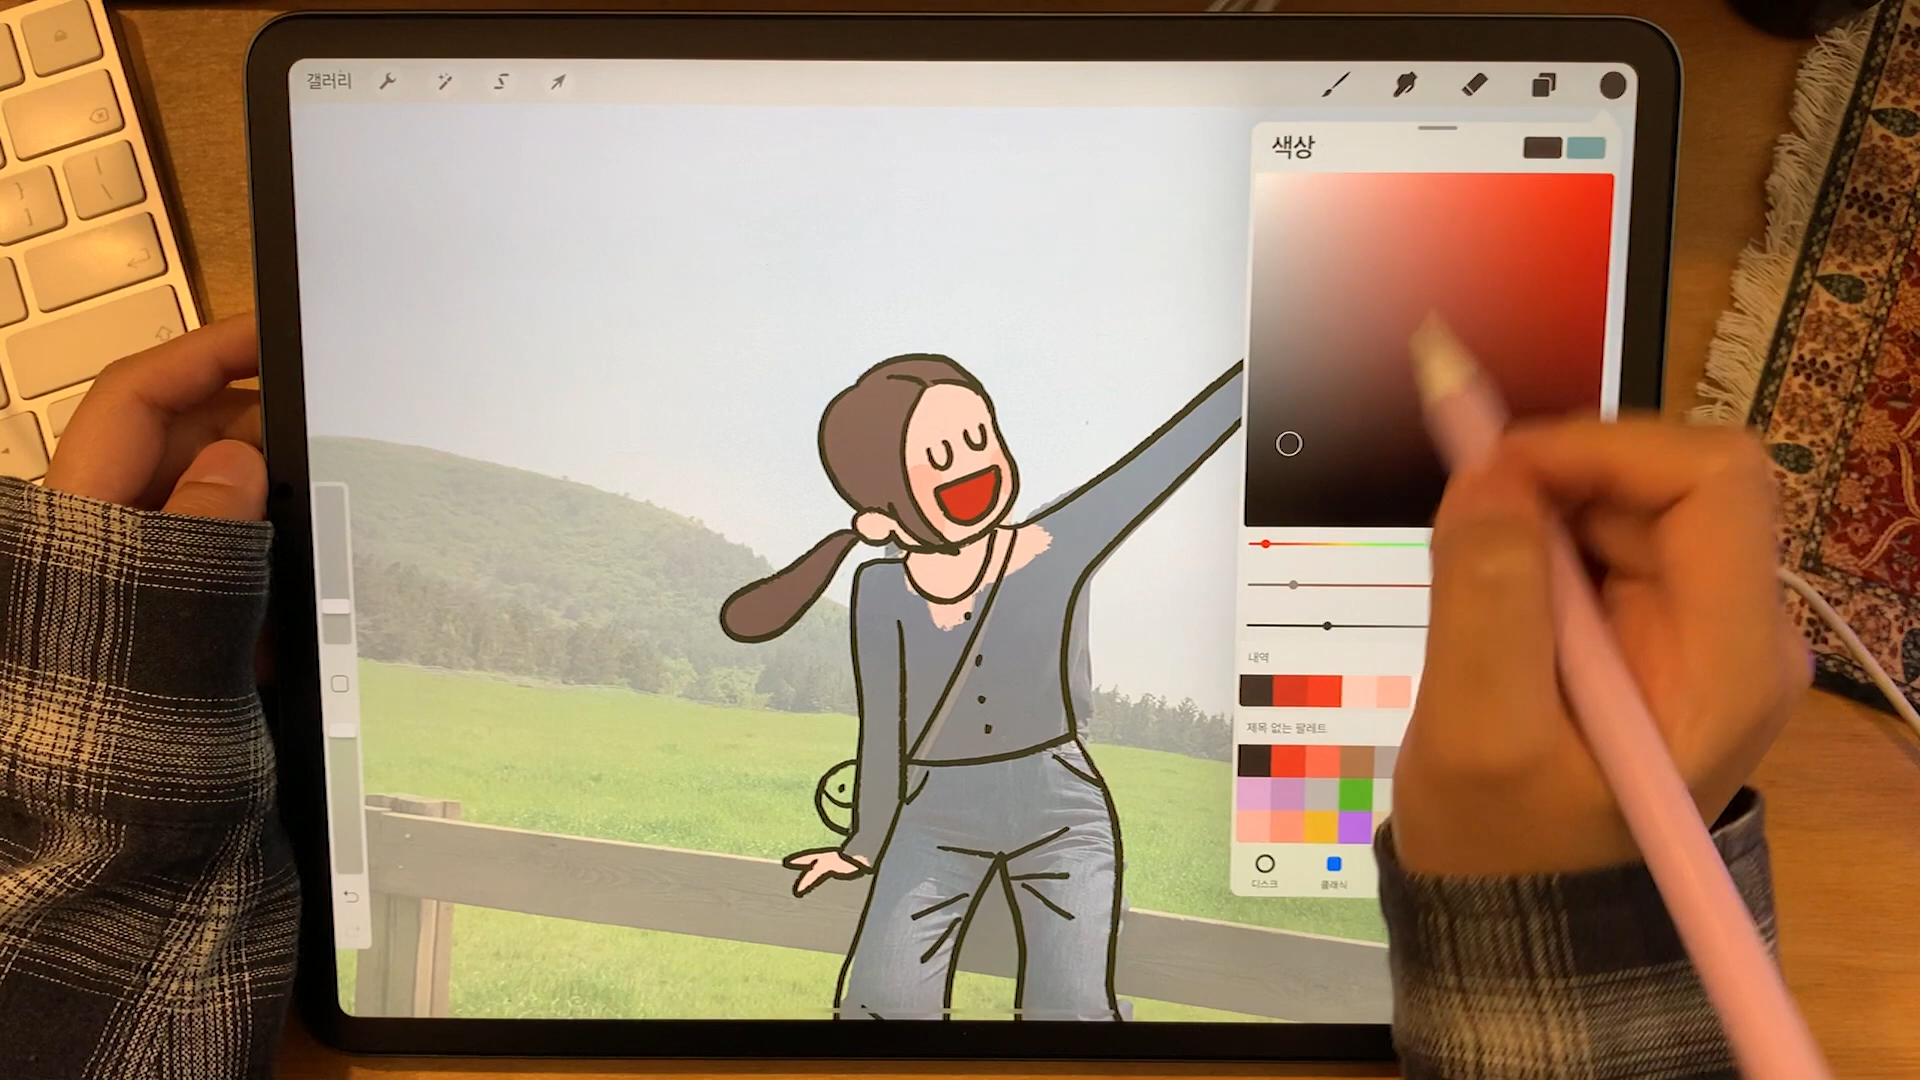 갤러리
색상
내역
제목 없는 팔레트
디스크
클래식